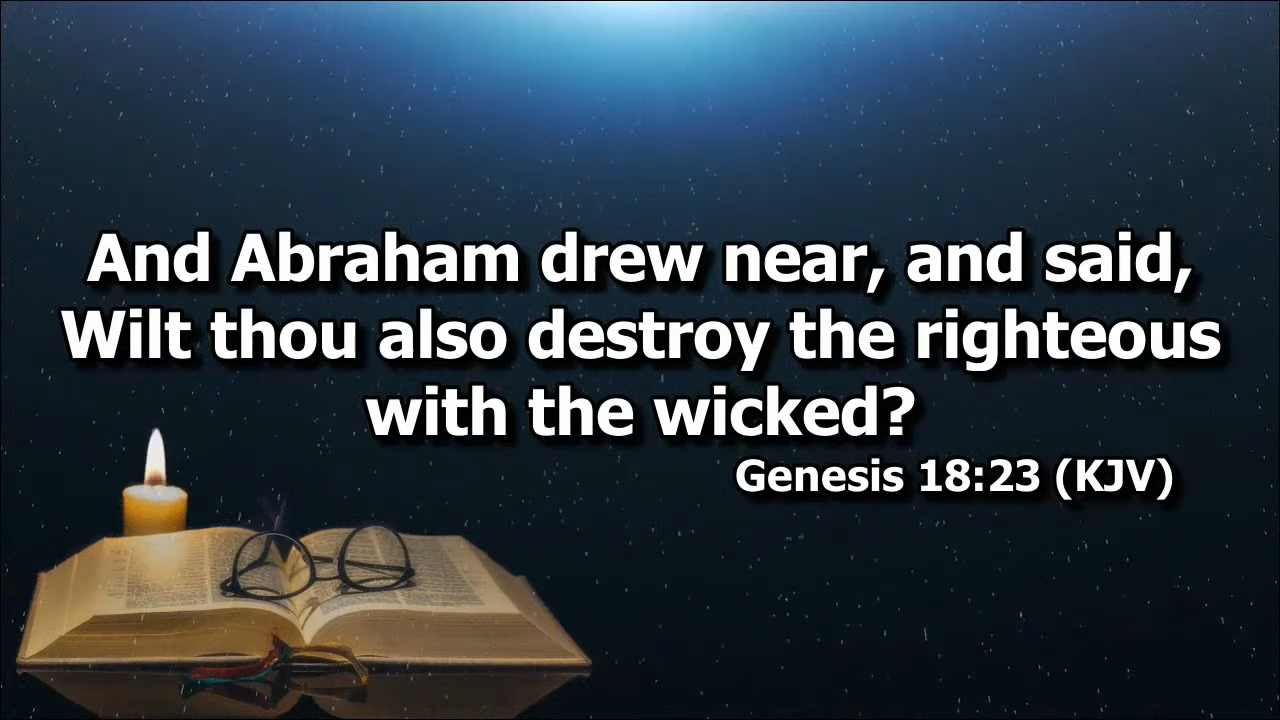 And Abraham drew near, and said,
Wilt thou also destroy the righteous
with the wicked?
Genesis 18:23 (KJV)